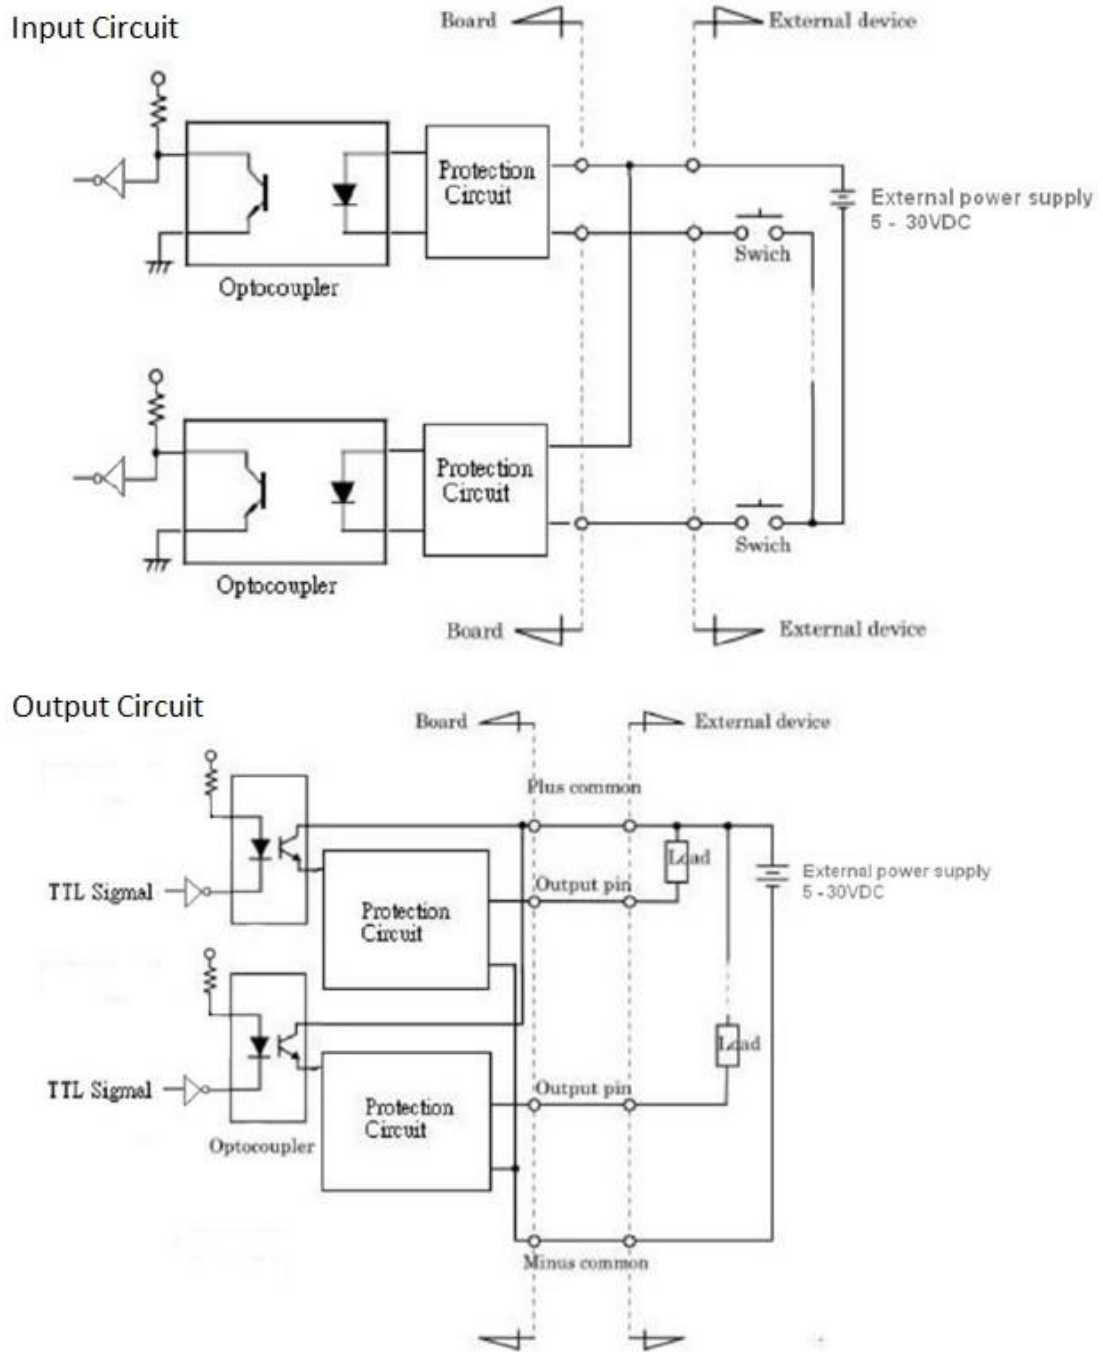 Input Circuit
Board
External device
Protection
Circuit
External power supply
5 - 30VDC
Swich
Optocoupler
Protection
Circuit
Swich
Optocoupler
Board
External device
Output Circuit
Board
External device
Plus common
Load
External power supply
5 -30VDC
TTL Sigmal
Output pin
Protection
Circuit
Load
TTL Sigmal
Output pin
Protection
Circuit
Optocoupler
Minus common